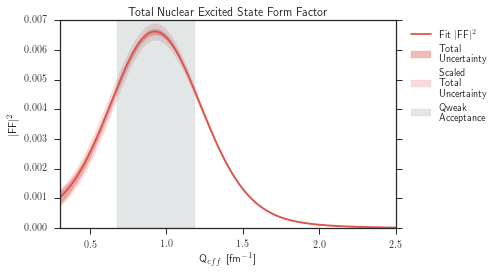 Total Nuclear Excited State Form Factor
0.007
0.006
0.005
0.004
0.003
0.002
0.001
0.000
|FF|²
0.5
1.0
1.5
2.0
2.5
Q_eff [fm⁻¹]
Fit |FF|²
Total
Uncertainty
Scaled
Total
Uncertainty
Qweak
Acceptance